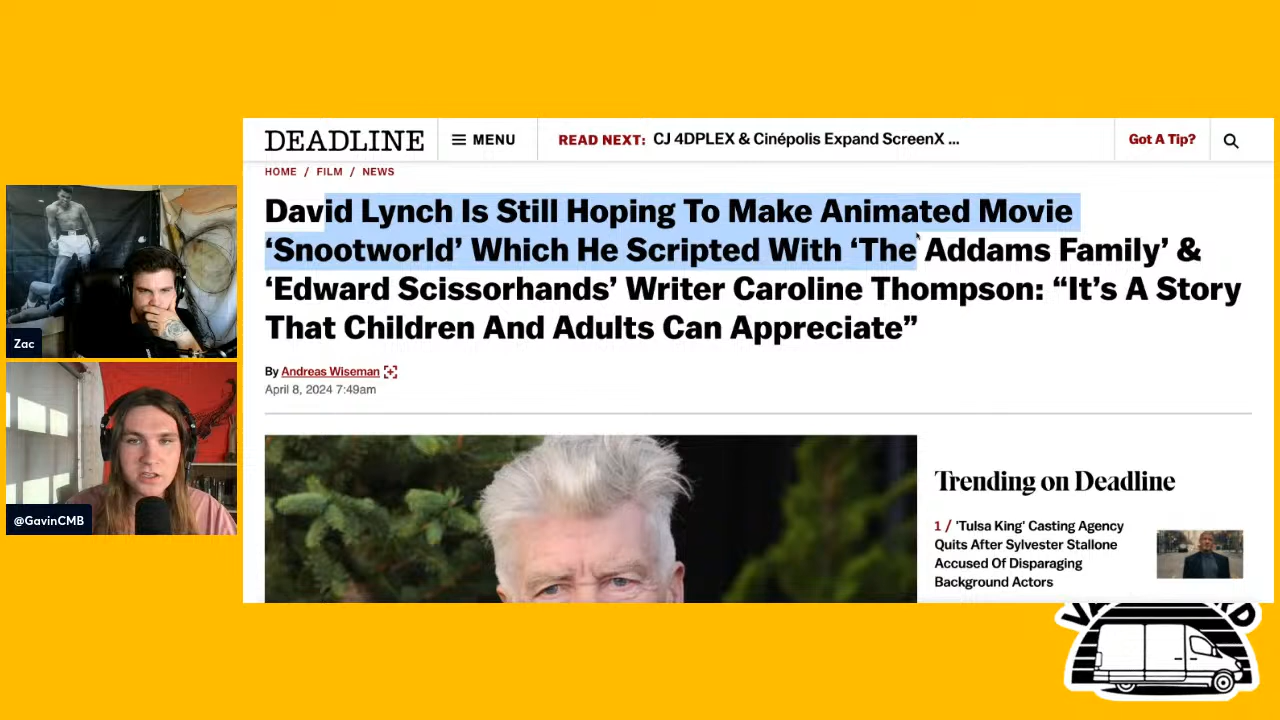 DEADLINE
MENU
READ NEXT: CJ 4DPLEX & Cinépolis Expand ScreenX ...
Got A Tip?
HOME / FILM / NEWS
David Lynch Is Still Hoping To Make Animated Movie
‘Snootworld’ Which He Scripted With ‘The Addams Family’ &
‘Edward Scissorhands’ Writer Caroline Thompson: “It’s A Story
That Children And Adults Can Appreciate”
By Andreas Wiseman
April 8, 2024 7:49am
Trending on Deadline
1 / 'Tulsa King' Casting Agency
Quits After Sylvester Stallone
Accused Of Disparaging
Background Actors
Zac
@GavinCMB